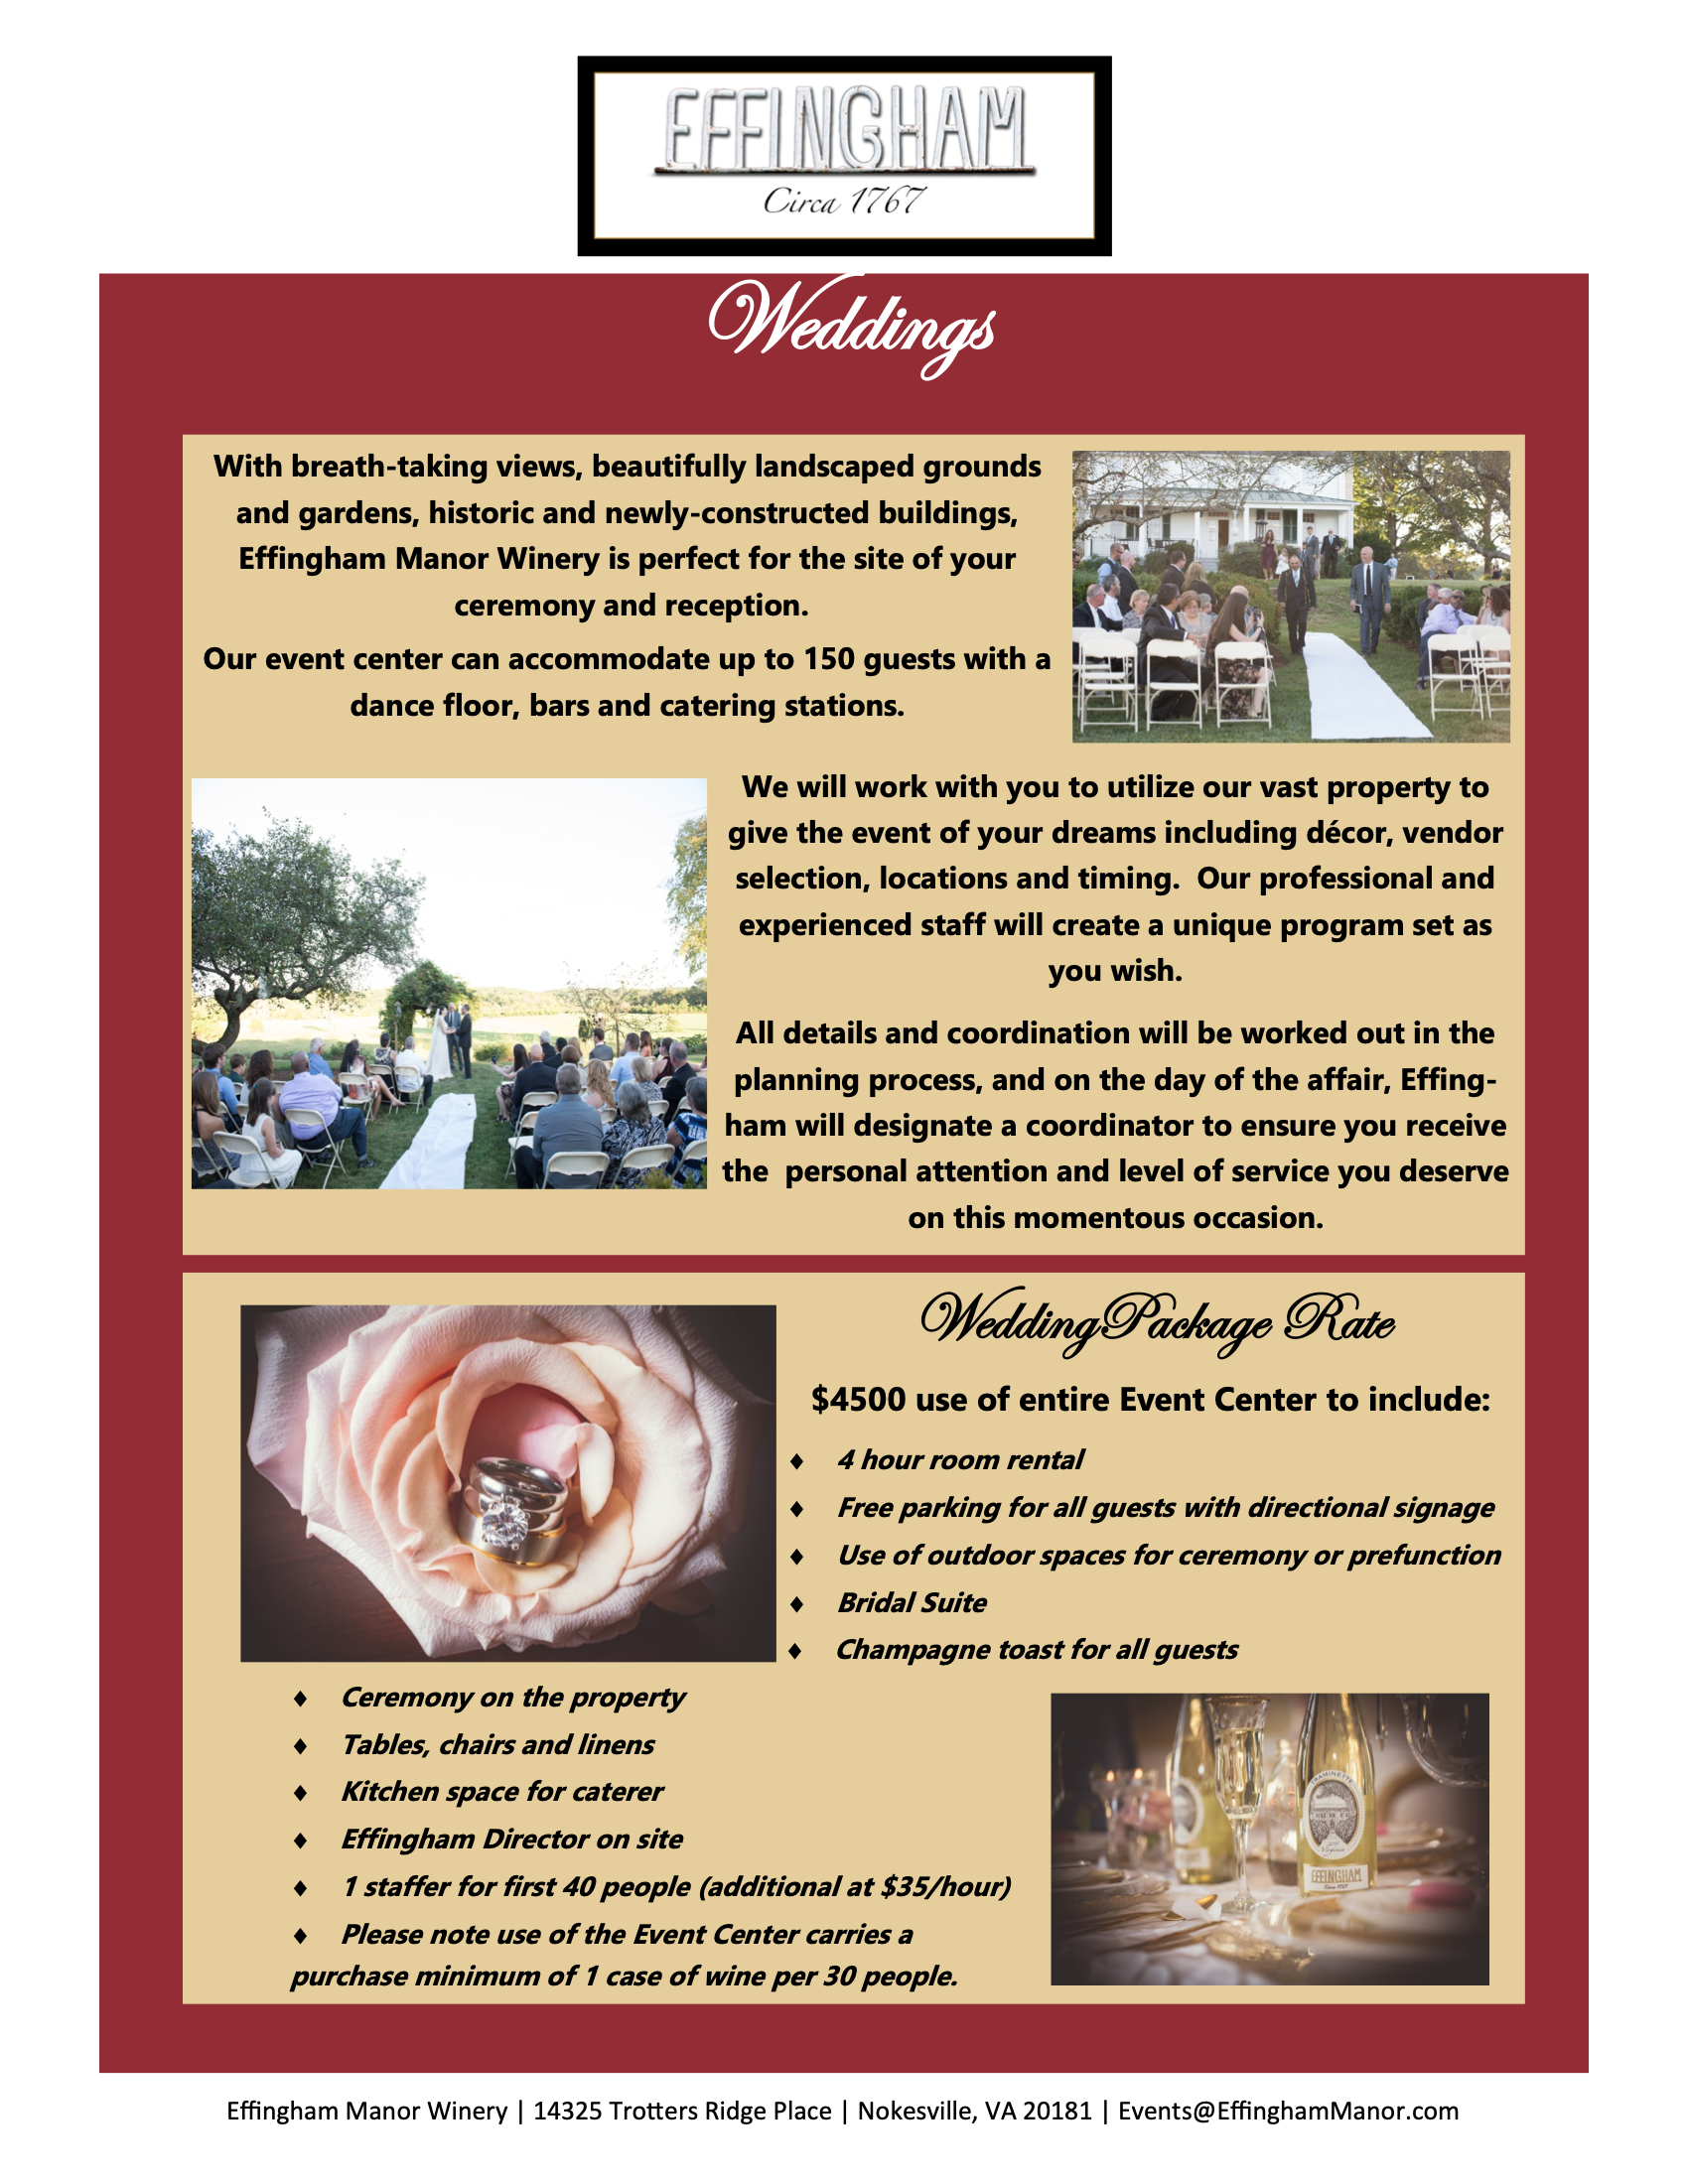 EFFINGHAM
Circa 1767
Weddings
With breath-taking views, beautifully landscaped grounds
and gardens, historic and newly-constructed buildings,
Effingham Manor Winery is perfect for the site of your
ceremony and reception.
Our event center can accommodate up to 150 guests with a
dance floor, bars and catering stations.
We will work with you to utilize our vast property to
give the event of your dreams including décor, vendor
selection, locations and timing.  Our professional and
experienced staff will create a unique program set as
you wish.
All details and coordination will be worked out in the
planning process, and on the day of the affair, Effing-
ham will designate a coordinator to ensure you receive
the  personal attention and level of service you deserve
on this momentous occasion.
Wedding Package Rate
$4500 use of entire Event Center to include:
♦ 4 hour room rental
♦ Free parking for all guests with directional signage
♦ Use of outdoor spaces for ceremony or prefunction
♦ Bridal Suite
♦ Champagne toast for all guests
♦ Ceremony on the property
♦ Tables, chairs and linens
♦ Kitchen space for caterer
♦ Effingham Director on site
♦ 1 staffer for first 40 people (additional at $35/hour)
♦ Please note use of the Event Center carries a
purchase minimum of 1 case of wine per 30 people.
TRAMINETTE
Virginia
EFFINGHAM
Effingham Manor Winery | 14325 Trotters Ridge Place | Nokesville, VA 20181 | Events@EffinghamManor.com